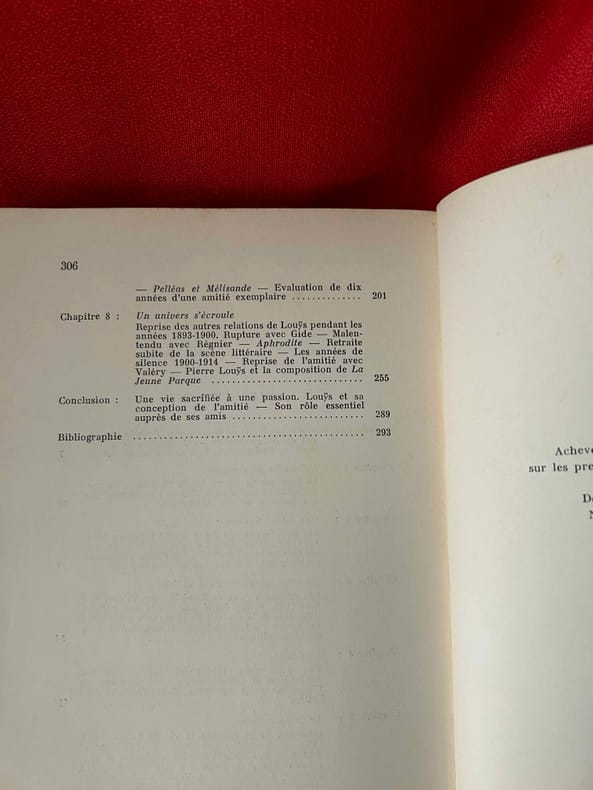 306
— Pelléas et Mélisande — Evaluation de dix
années d'une amitié exemplaire .............. 201
Chapitre 8 : Un univers s'écroule
Reprise des autres relations de Louÿs pendant les
années 1893-1900. Rupture avec Gide — Malen-
tendu avec Régnier — Aphrodite — Retraite
subite de la scène littéraire — Les années de
silence 1900-1914 — Reprise de l'amitié avec
Valéry — Pierre Louÿs et la composition de La
Jeune Parque .............................. 255
Conclusion : Une vie sacrifiée à une passion. Louÿs et sa
conception de l'amitié — Son rôle essentiel
auprès de ses amis .......................... 289
Bibliographie ............................................. 293
Achev
sur les pre